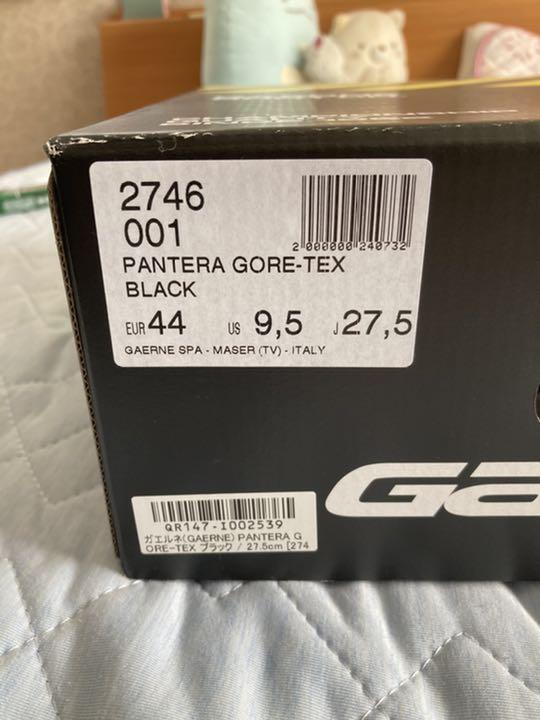 2746
001
2 000000 240732
PANTERA GORE-TEX
BLACK
EUR 44 US 9,5 J 27,5
GAERNE SPA - MASER (TV) - ITALY
Ga
QR147-I002539
ガエルネ(GAERNE) PANTERA G
ORE-TEX ブラック / 27.5cm [274